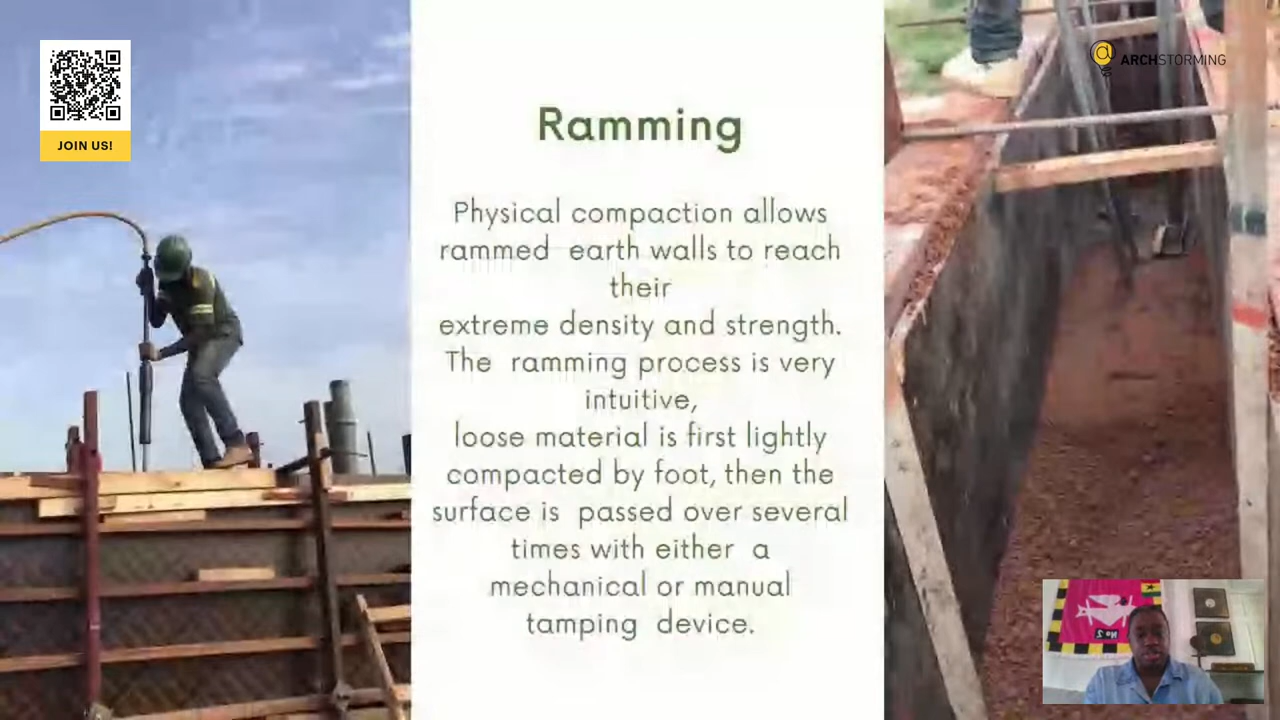 JOIN US!
ARCHSTORMING
Ramming
Physical compaction allows
rammed earth walls to reach
their
extreme density and strength.
The ramming process is very
intuitive,
loose material is first lightly
compacted by foot, then the
surface is passed over several
times with either a
mechanical or manual
tamping device.
No 2